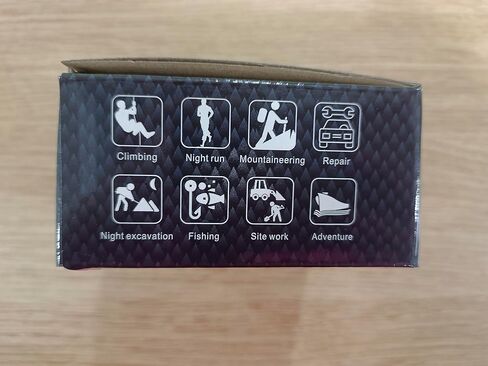 Climbing Night run Mountaineering Repair
Night excavation Fishing Site work Adventure